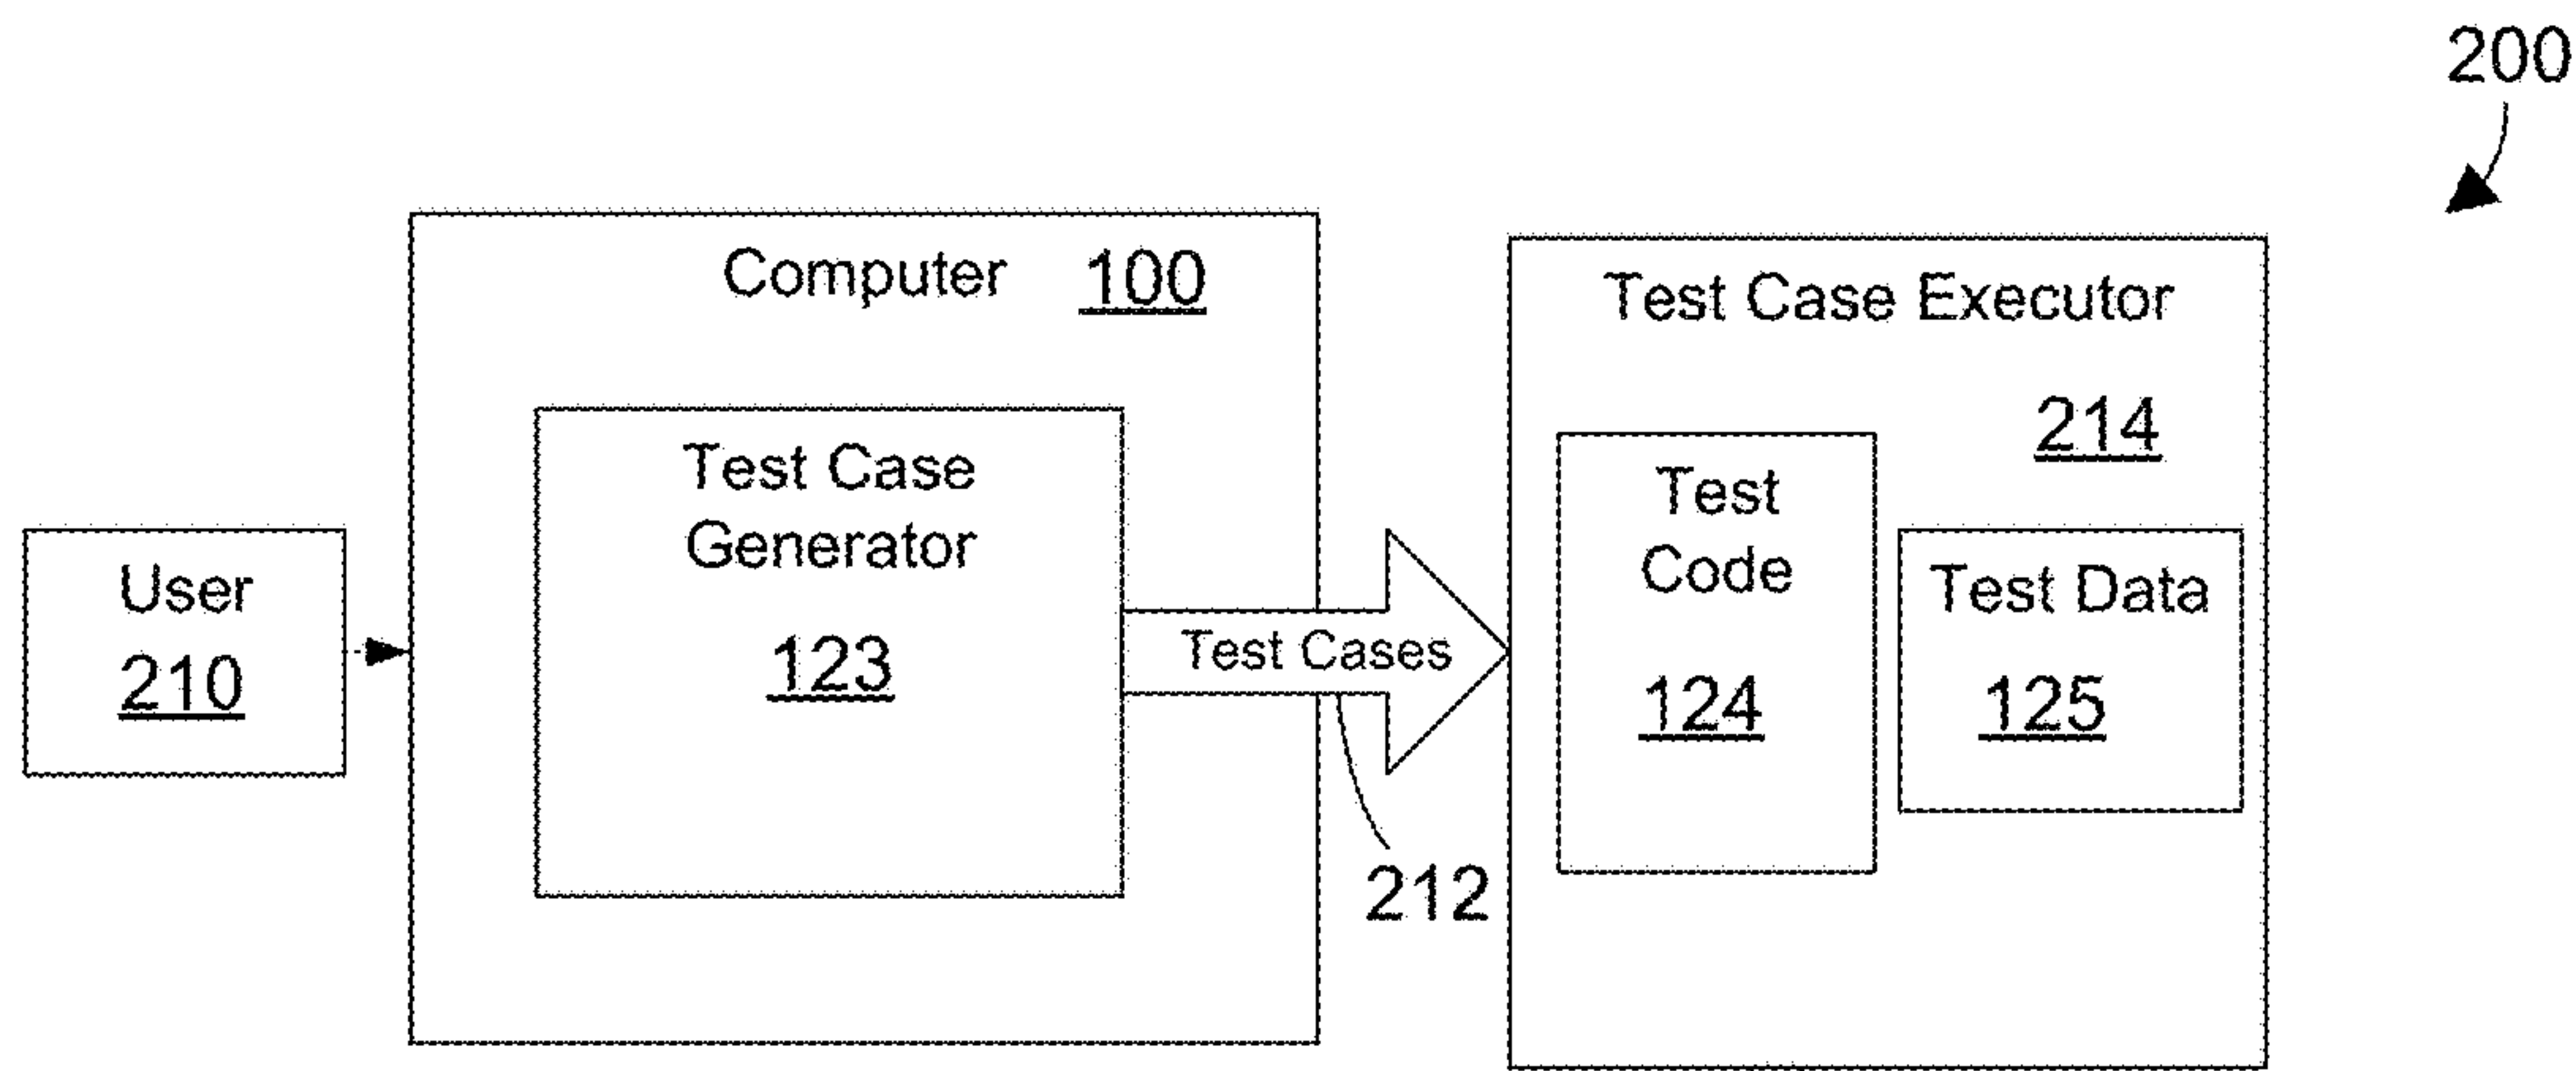 200
Computer 100
Test Case Executor
214
Test Case
Generator
123
Test
Code
124
Test Data
125
User
210
Test Cases
212